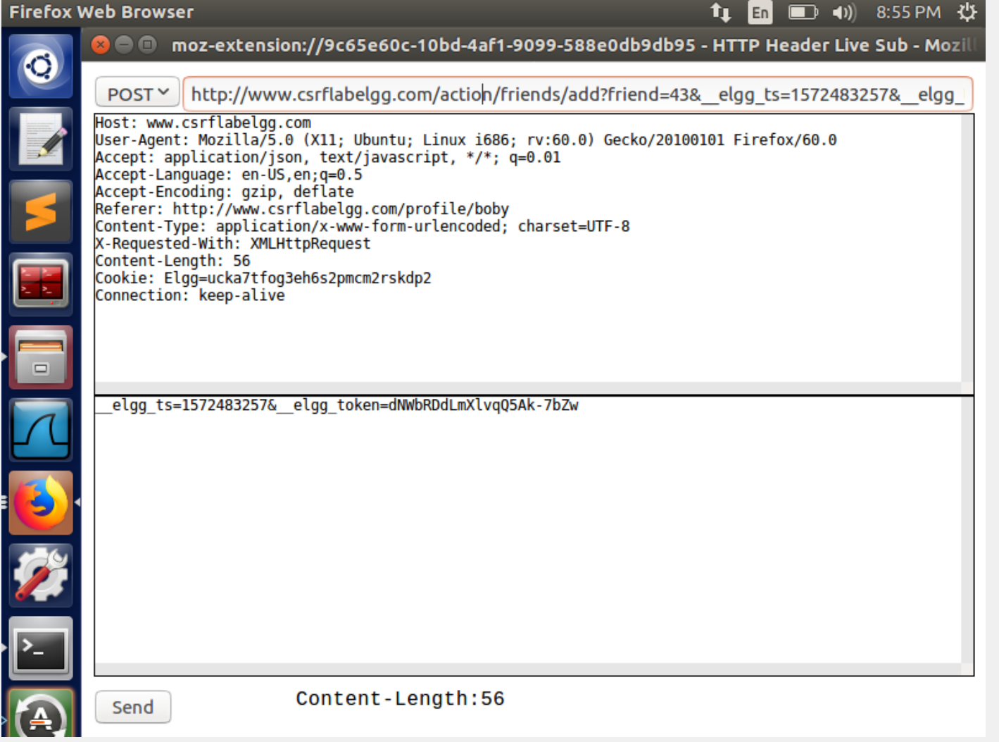 Firefox Web Browser
En
8:55 PM
moz-extension://9c65e60c-10bd-4af1-9099-588e0db9db95 - HTTP Header Live Sub - Mozill
POST
http://www.csrflabelgg.com/action/friends/add?friend=43&__elgg_ts=1572483257&__elgg_
Host: www.csrflabelgg.com
User-Agent: Mozilla/5.0 (X11; Ubuntu; Linux i686; rv:60.0) Gecko/20100101 Firefox/60.0
Accept: application/json, text/javascript, */*; q=0.01
Accept-Language: en-US,en;q=0.5
Accept-Encoding: gzip, deflate
Referer: http://www.csrflabelgg.com/profile/boby
Content-Type: application/x-www-form-urlencoded; charset=UTF-8
X-Requested-With: XMLHttpRequest
Content-Length: 56
Cookie: Elgg=ucka7tfog3eh6s2pmcm2rskdp2
Connection: keep-alive
__elgg_ts=1572483257&__elgg_token=dNWbRDdLmXlvqQ5Ak-7bZw
Send
Content-Length:56